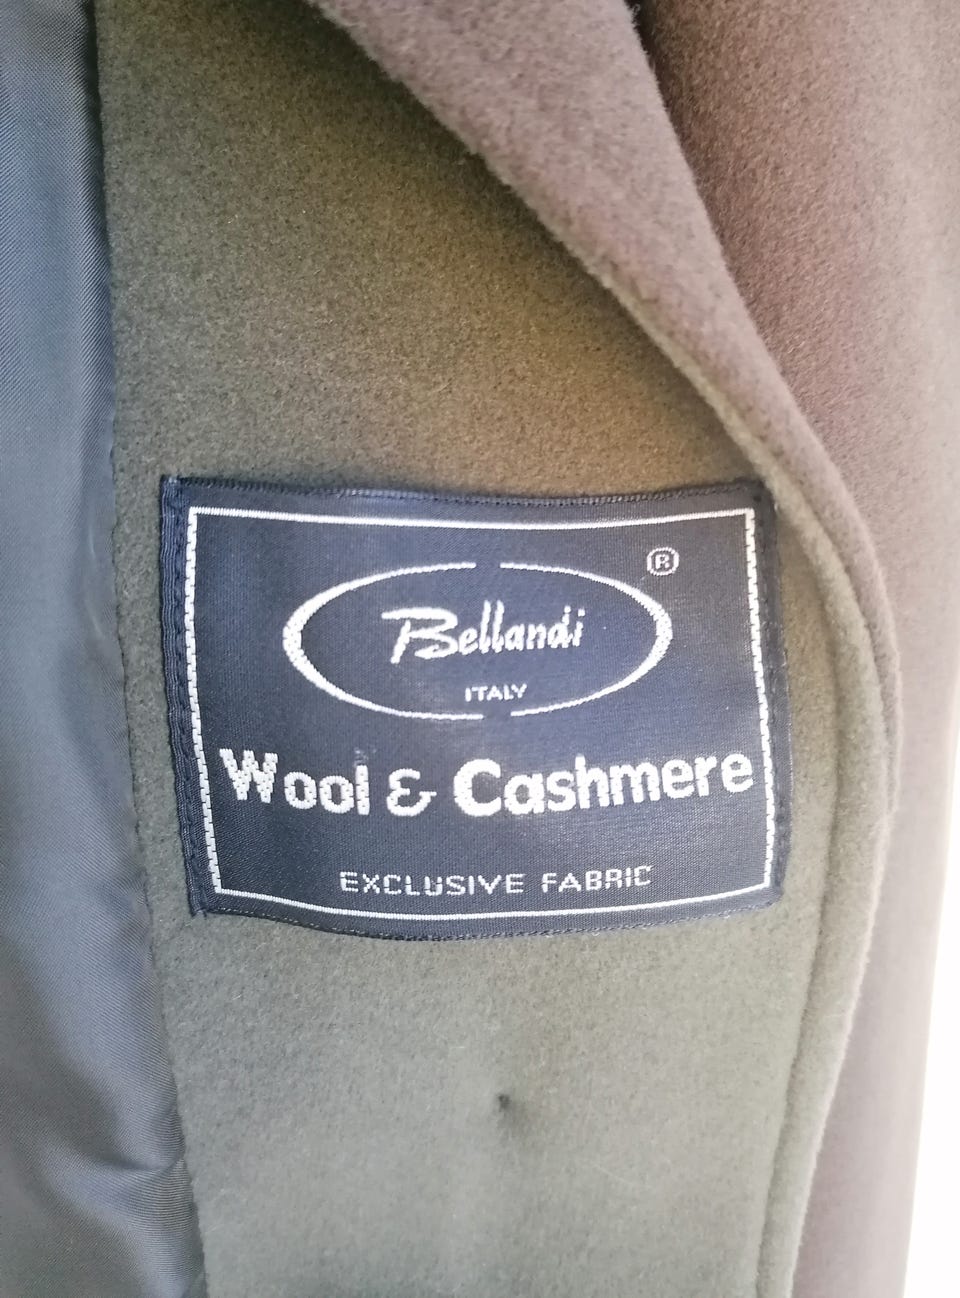 ®
Bellandi
ITALY
Wool & Cashmere
EXCLUSIVE FABRIC